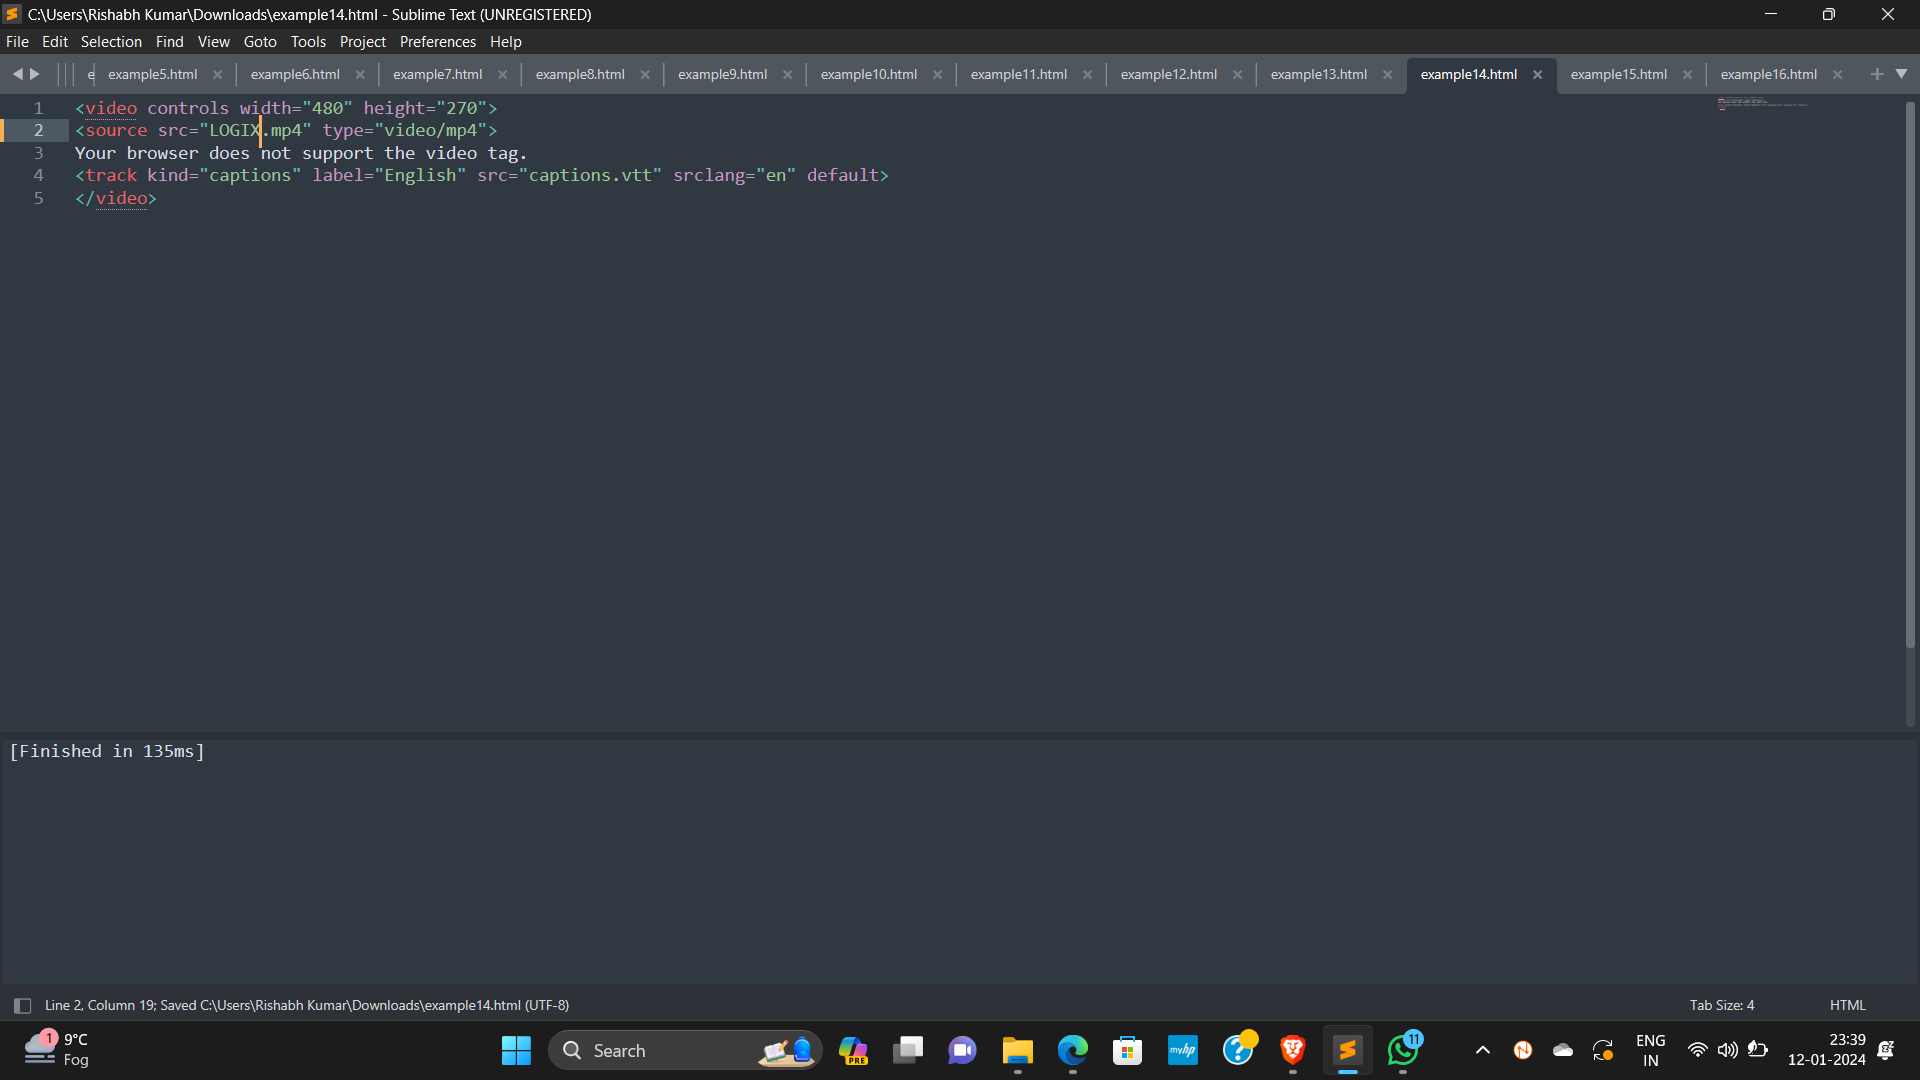 C:\Users\Rishabh Kumar\Downloads\example14.html - Sublime Text (UNREGISTERED)
File Edit Selection Find View Goto Tools Project Preferences Help
e example5.html example6.html example7.html example8.html example9.html example10.html example11.html example12.html example13.html example14.html example15.html example16.html
1 <video controls width="480" height="270">
2 <source src="LOGIX.mp4" type="video/mp4">
3 Your browser does not support the video tag.
4 <track kind="captions" label="English" src="captions.vtt" srclang="en" default>
5 </video>
[Finished in 135ms]
Line 2, Column 19; Saved C:\Users\Rishabh Kumar\Downloads\example14.html (UTF-8) Tab Size: 4 HTML
1 9°C
Fog
Search
PRE
myhp
11
ENG
IN
23:39
12-01-2024